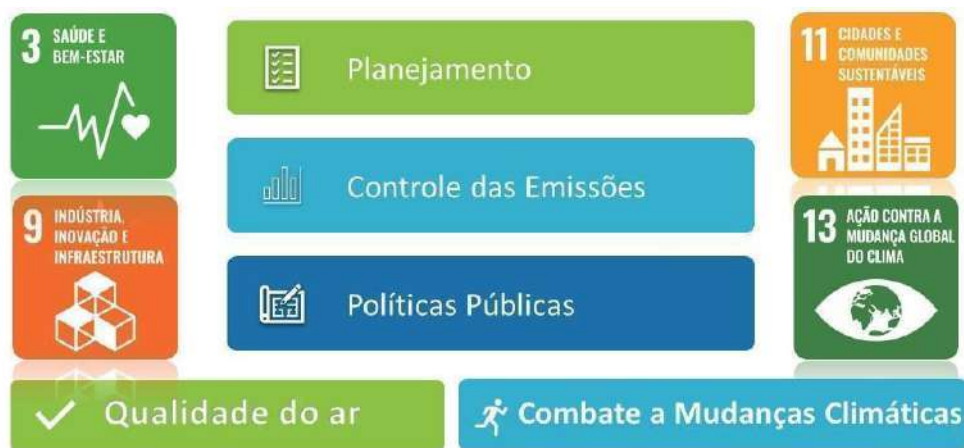 3 SAÚDE E
BEM-ESTAR
Planejamento
11 CIDADES E
COMUNIDADES
SUSTENTÁVEIS
Controle das Emissões
9 INDÚSTRIA,
INOVAÇÃO E
INFRAESTRUTURA
13 AÇÃO CONTRA A
MUDANÇA GLOBAL
DO CLIMA
Políticas Públicas
Qualidade do ar
Combate a Mudanças Climáticas